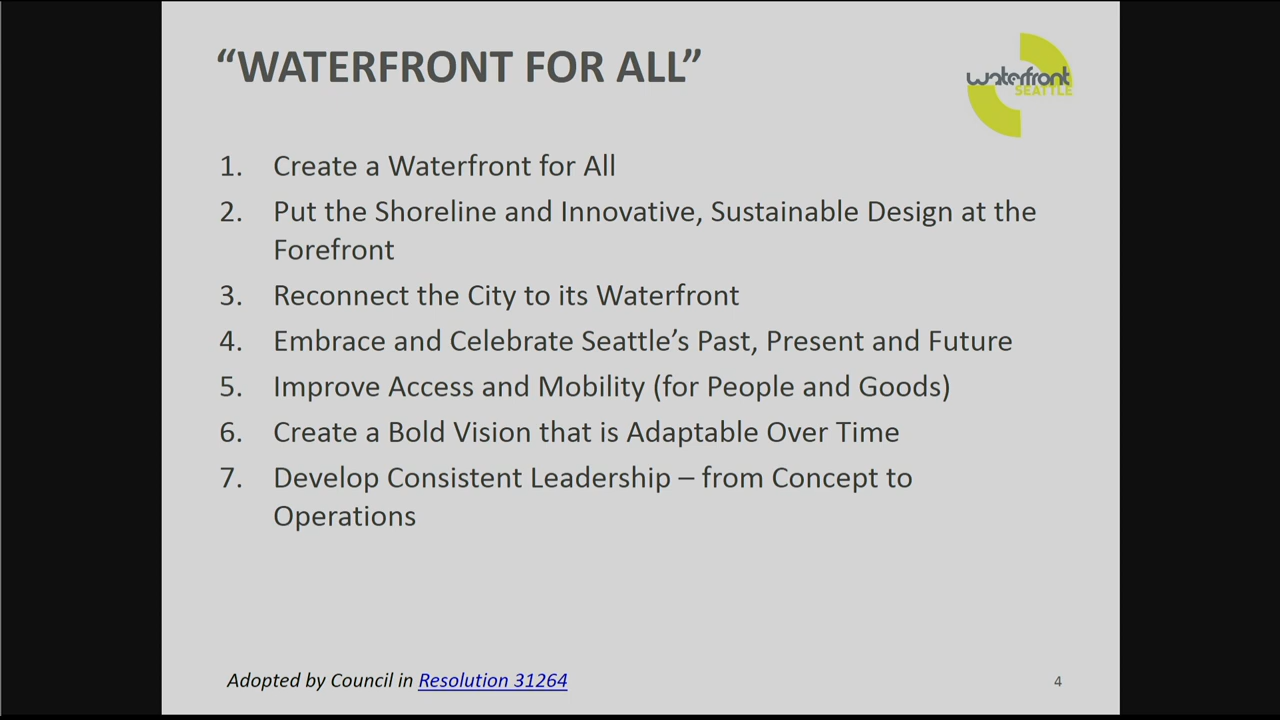 “WATERFRONT FOR ALL”
waterfront
SEATTLE
1. Create a Waterfront for All
2. Put the Shoreline and Innovative, Sustainable Design at the
Forefront
3. Reconnect the City to its Waterfront
4. Embrace and Celebrate Seattle’s Past, Present and Future
5. Improve Access and Mobility (for People and Goods)
6. Create a Bold Vision that is Adaptable Over Time
7. Develop Consistent Leadership – from Concept to
Operations
Adopted by Council in Resolution 31264
4